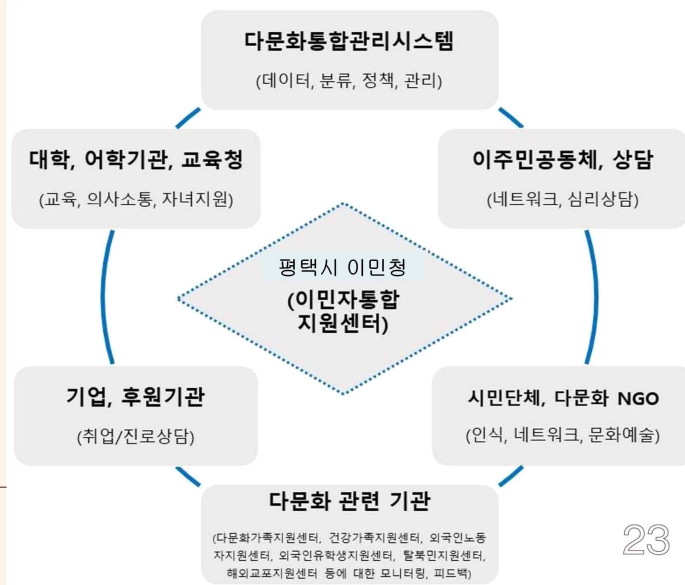 다문화통합관리시스템
(데이터, 분류, 정책, 관리)
대학, 어학기관, 교육청
(교육, 의사소통, 자녀지원)
이주민공동체, 상담
(네트워크, 심리상담)
평택시 이민청
(이민자통합
지원센터)
기업, 후원기관
(취업/진로상담)
시민단체, 다문화 NGO
(인식, 네트워크, 문화예술)
다문화 관련 기관
(다문화가족지원센터, 건강가족지원센터, 외국인노동
자지원센터, 외국인유학생지원센터, 탈북민지원센터,
해외교포지원센터 등에 대한 모니터링, 피드백)
23